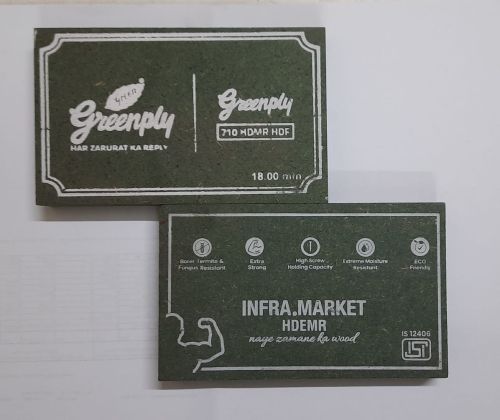 Greenply
HAR ZARURAT KA REPLY
Greenply
710 HDMR HDF
18.00 mm
Borer Termite &
Fungus Resistant
Extra
Strong
High Screw
Holding Capacity
Extreme Moisture
Resistant
ECO
Friendly
INFRA.MARKET
HDEMR
naye zamane ka wood
IS 12406
ISI